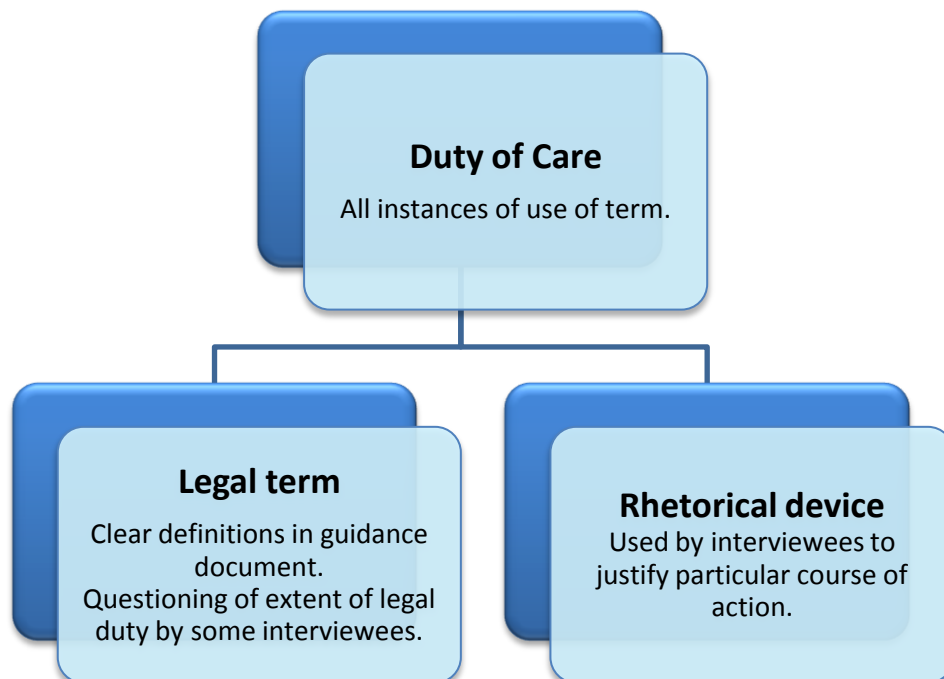 Duty of Care
All instances of use of term.
Legal term
Clear definitions in guidance
document.
Questioning of extent of legal
duty by some interviewees.
Rhetorical device
Used by interviewees to
justify particular course of
action.